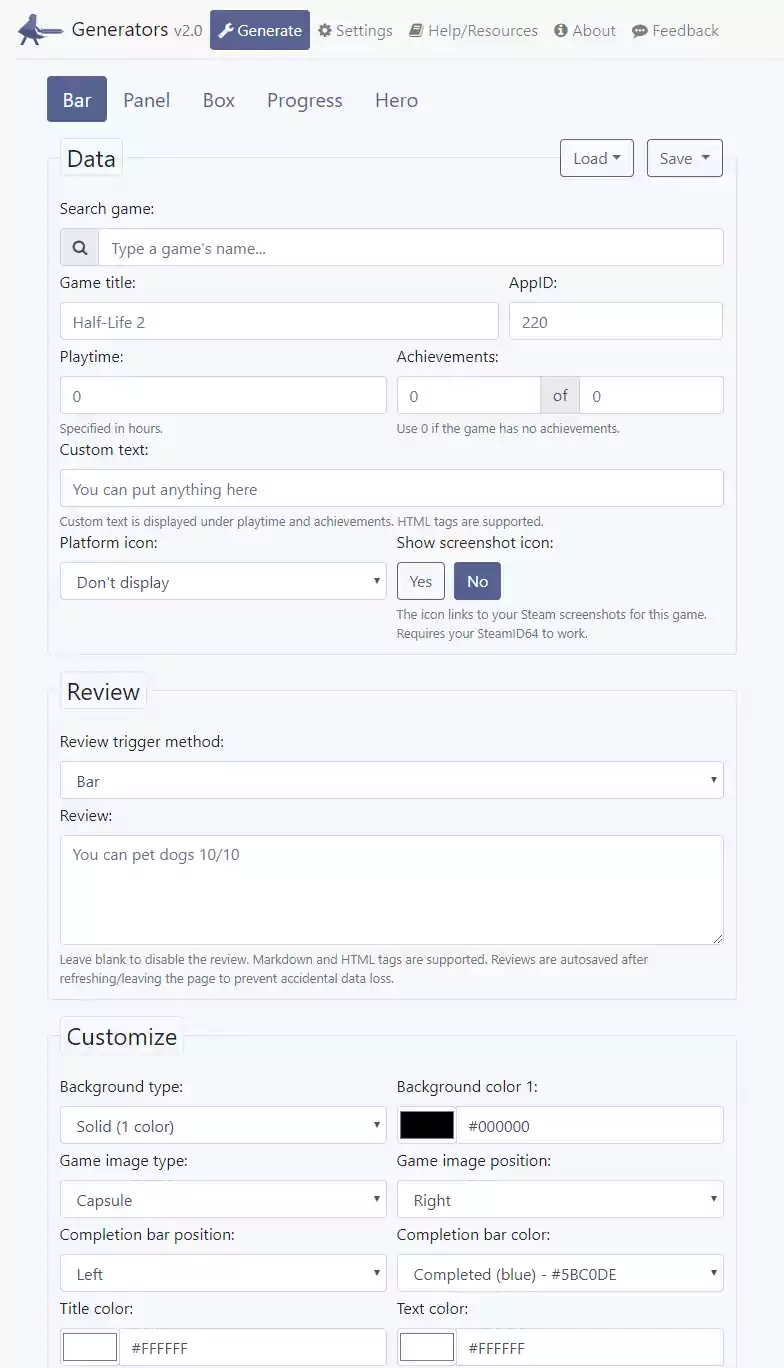 Generators v2.0 Generate Settings Help/Resources About Feedback
Bar Panel Box Progress Hero
Data Load Save
Search game:
Type a game's name...
Game title: AppID:
Half-Life 2 220
Playtime: Achievements:
0 0 of 0
Specified in hours. Use 0 if the game has no achievements.
Custom text:
You can put anything here
Custom text is displayed under playtime and achievements. HTML tags are supported.
Platform icon: Show screenshot icon:
Don't display Yes No
The icon links to your Steam screenshots for this game.
Requires your SteamID64 to work.
Review
Review trigger method:
Bar
Review:
You can pet dogs 10/10
Leave blank to disable the review. Markdown and HTML tags are supported. Reviews are autosaved after
refreshing/leaving the page to prevent accidental data loss.
Customize
Background type: Background color 1:
Solid (1 color) #000000
Game image type: Game image position:
Capsule Right
Completion bar position: Completion bar color:
Left Completed (blue) - #5BC0DE
Title color: Text color:
#FFFFFF #FFFFFF